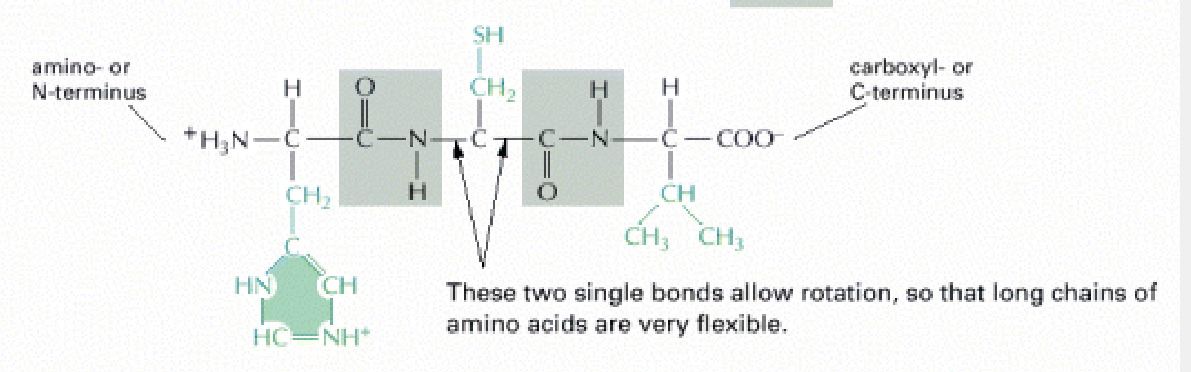 SH
amino- or
N-terminus
carboxyl- or
C-terminus
H O CH₂ H H
⁺H₃N—C—C—N—C—C—N—C—COO⁻
H O
CH₂ CH
CH₃ CH₃
C
HN CH
HC=NH⁺
These two single bonds allow rotation, so that long chains of
amino acids are very flexible.